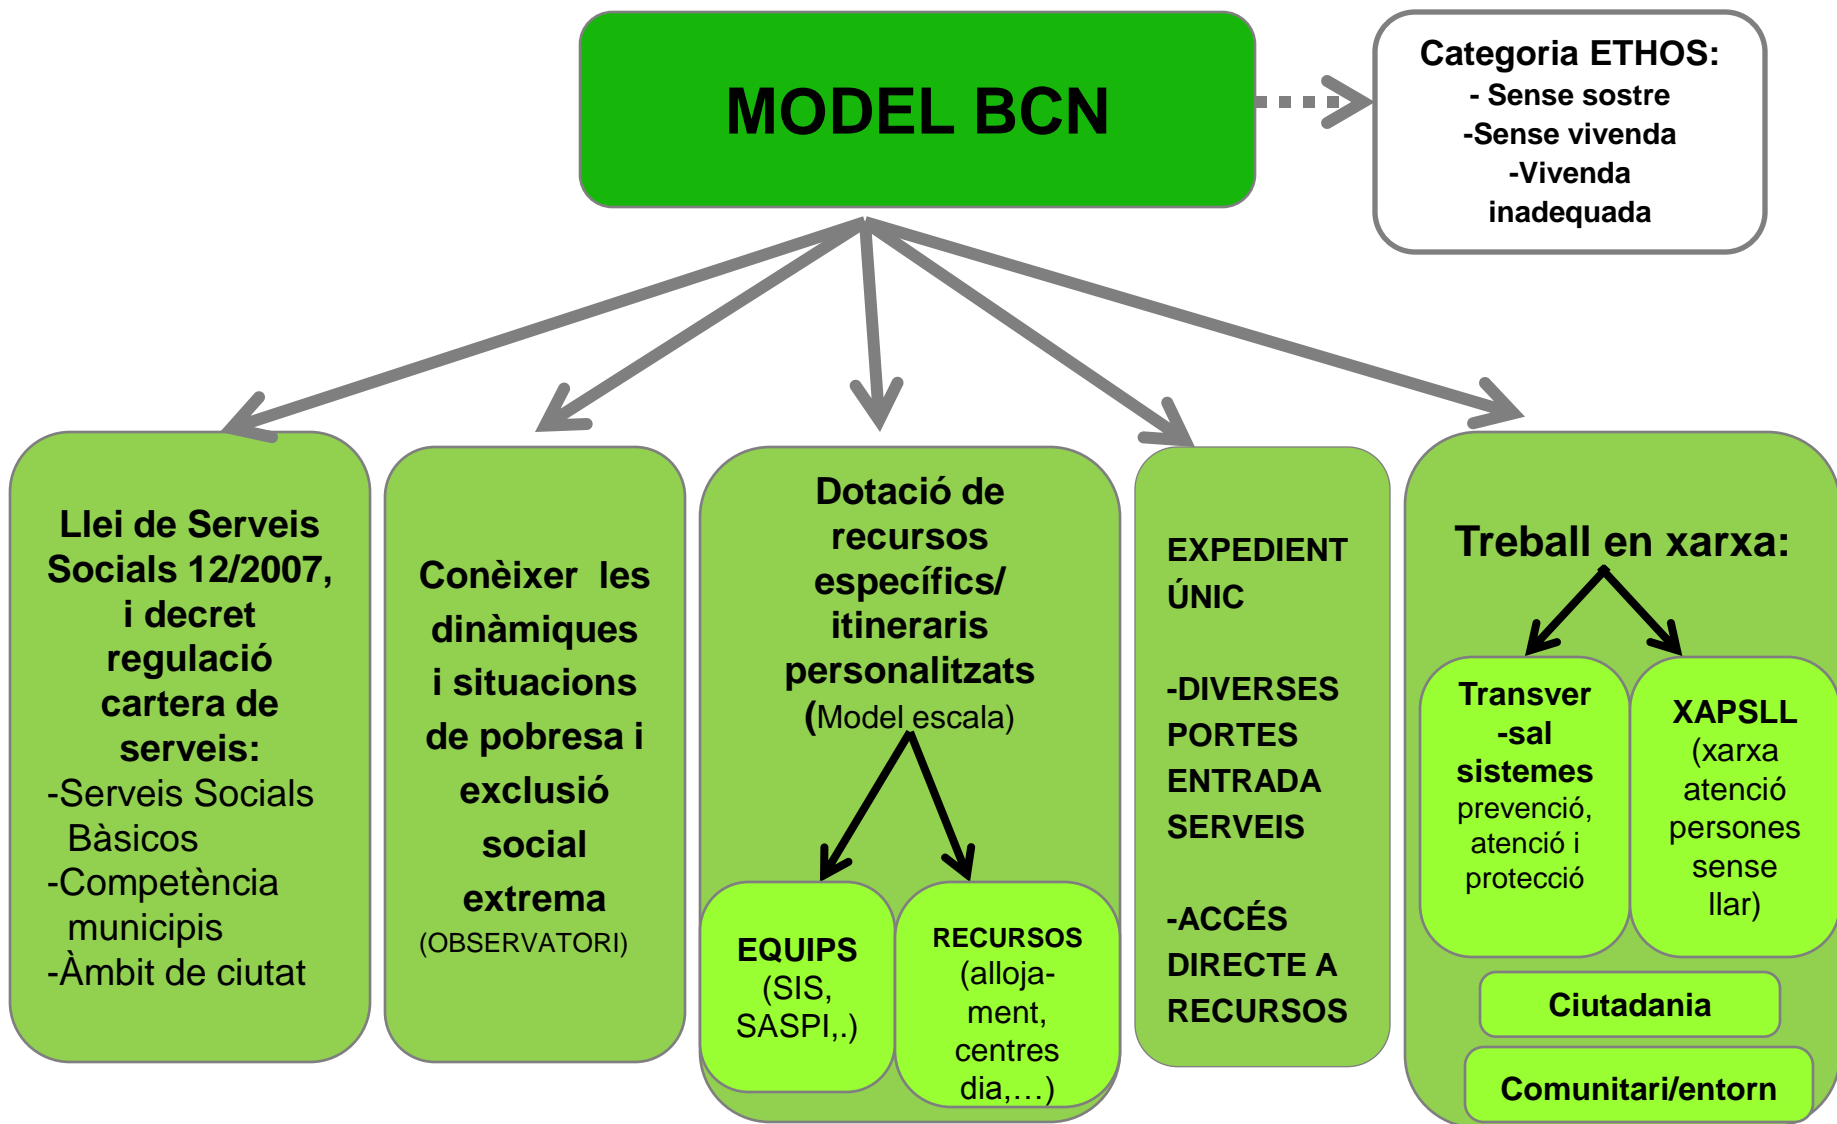 MODEL BCN
Categoria ETHOS:
- Sense sostre
-Sense vivenda
-Vivenda
inadequada
Llei de Serveis
Socials 12/2007,
i decret
regulació
cartera de
serveis:
-Serveis Socials
Bàsicos
-Competència
municipis
-Àmbit de ciutat
Conèixer les
dinàmiques
i situacions
de pobresa i
exclusió
social
extrema
(OBSERVATORI)
Dotació de
recursos
específics/
itineraris
personalitzats
(Model escala)
EQUIPS
(SIS,
SASPI,.)
RECURSOS
(alloja-
ment,
centres
dia,…)
EXPEDIENT
ÚNIC
-DIVERSES
PORTES
ENTRADA
SERVEIS
-ACCÉS
DIRECTE A
RECURSOS
Treball en xarxa:
Transver
-sal
sistemes
prevenció,
atenció i
protecció
XAPSLL
(xarxa
atenció
persones
sense
llar)
Ciutadania
Comunitari/entorn